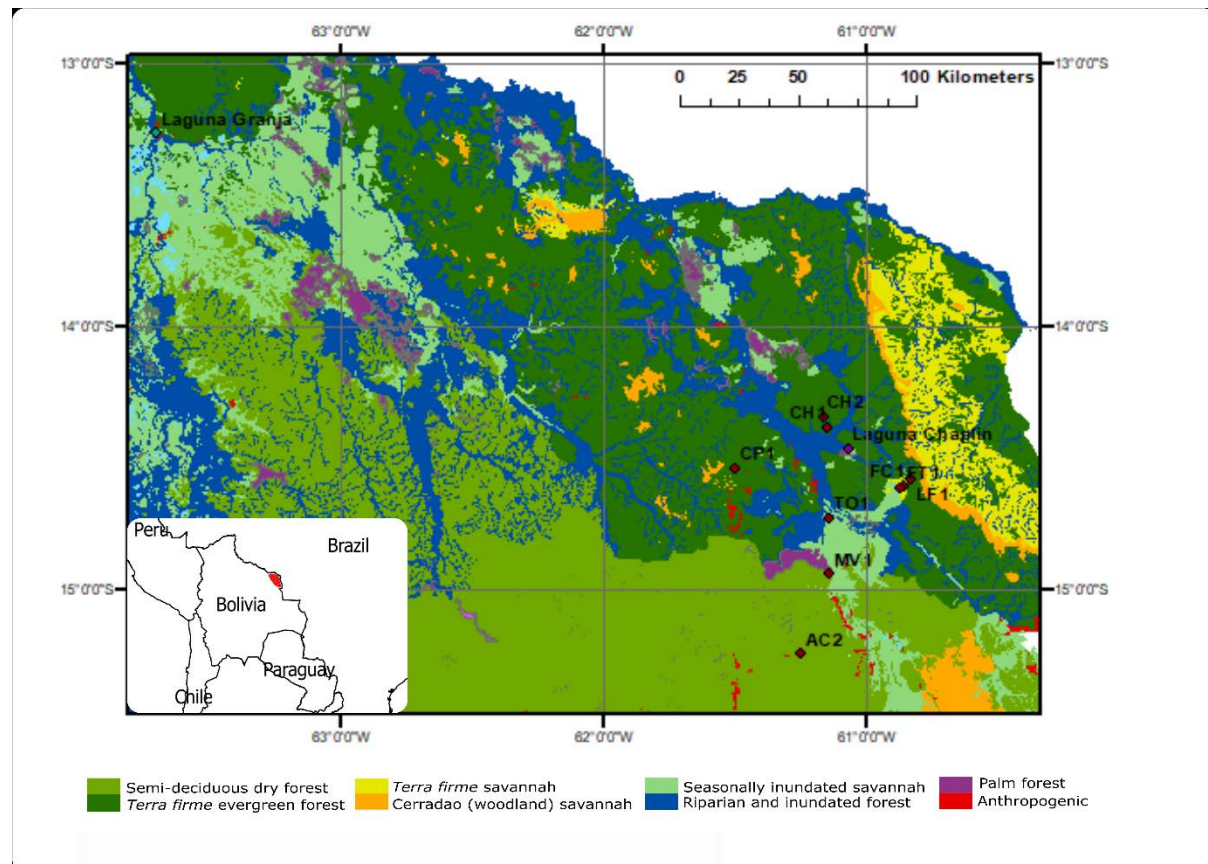 63°0'0"W 62°0'0"W 61°0'0"W
13°0'0"S 13°0'0"S
0 25 50 100 Kilometers
Laguna Granja
14°0'0"S 14°0'0"S
CH1 CH2
Laguna Chaplin
CP1
FC1 FT1
LF1
TO1
MV1
15°0'0"S 15°0'0"S
AC2
Peru
Brazil
Bolivia
Paraguay
Chile
63°0'0"W 62°0'0"W 61°0'0"W
Semi-deciduous dry forest
Terra firme evergreen forest
Terra firme savannah
Cerradao (woodland) savannah
Seasonally inundated savannah
Riparian and inundated forest
Palm forest
Anthropogenic